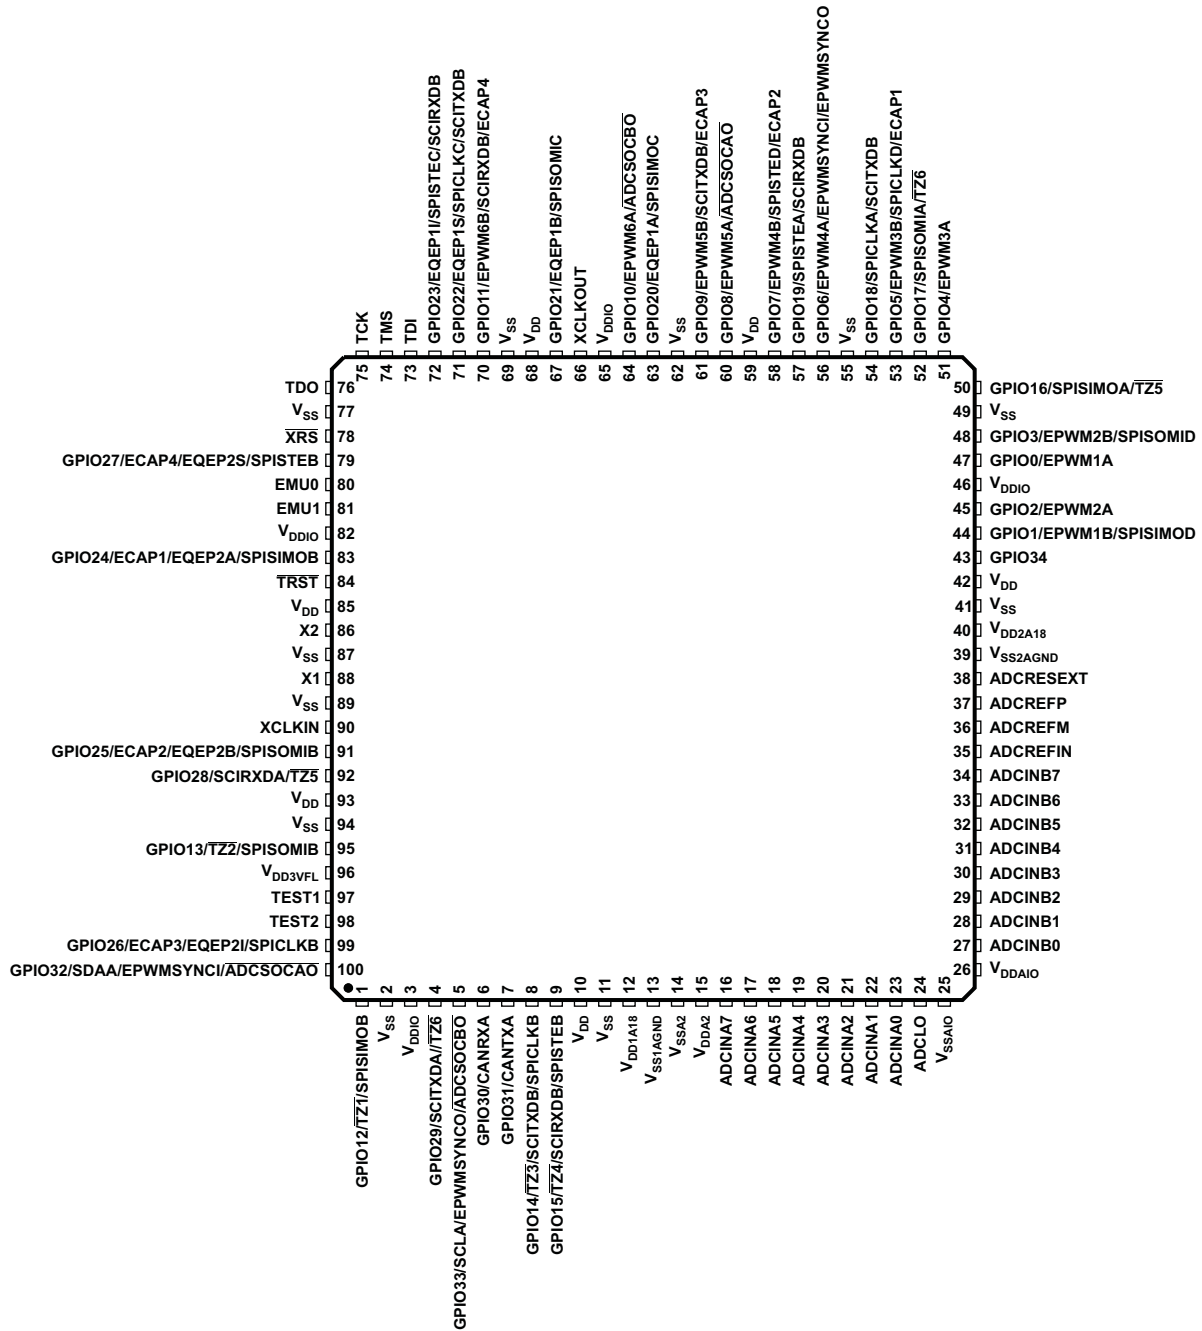 TCK
TMS
TDI
GPIO23/EQEP1I/SPISTEC/SCIRXDB
GPIO22/EQEP1S/SPICLKC/SCITXDB
GPIO11/EPWM6B/SCIRXDB/ECAP4
VSS
VDD
GPIO21/EQEP1B/SPISOMIC
XCLKOUT
VDDIO
GPIO10/EPWM6A/ADCSOCBO
GPIO20/EQEP1A/SPISIMOC
VSS
GPIO9/EPWM5B/SCITXDB/ECAP3
GPIO8/EPWM5A/ADCSOCAO
VDD
GPIO7/EPWM4B/SPISTED/ECAP2
GPIO19/SPISTEA/SCIRXDB
GPIO6/EPWM4A/EPWMSYNCI/EPWMSYNCO
VSS
GPIO18/SPICLKA/SCITXDB
GPIO5/EPWM3B/SPICLKD/ECAP1
GPIO17/SPISOMIA/TZ6
GPIO4/EPWM3A
75
74
73
72
71
70
69
68
67
66
65
64
63
62
61
60
59
58
57
56
55
54
53
52
51
TDO 76
VSS 77
XRS 78
GPIO27/ECAP4/EQEP2S/SPISTEB 79
EMU0 80
EMU1 81
VDDIO 82
GPIO24/ECAP1/EQEP2A/SPISIMOB 83
TRST 84
VDD 85
X2 86
VSS 87
X1 88
VSS 89
XCLKIN 90
GPIO25/ECAP2/EQEP2B/SPISOMIB 91
GPIO28/SCIRXDA/TZ5 92
VDD 93
VSS 94
GPIO13/TZ2/SPISOMIB 95
VDD3VFL 96
TEST1 97
TEST2 98
GPIO26/ECAP3/EQEP2I/SPICLKB 99
GPIO32/SDAA/EPWMSYNCI/ADCSOCAO 100
50 GPIO16/SPISIMOA/TZ5
49 VSS
48 GPIO3/EPWM2B/SPISOMID
47 GPIO0/EPWM1A
46 VDDIO
45 GPIO2/EPWM2A
44 GPIO1/EPWM1B/SPISIMOD
43 GPIO34
42 VDD
41 VSS
40 VDD2A18
39 VSS2AGND
38 ADCRESEXT
37 ADCREFP
36 ADCREFM
35 ADCREFIN
34 ADCINB7
33 ADCINB6
32 ADCINB5
31 ADCINB4
30 ADCINB3
29 ADCINB2
28 ADCINB1
27 ADCINB0
26 VDDAIO
1
2
3
4
5
6
7
8
9
10
11
12
13
14
15
16
17
18
19
20
21
22
23
24
25
GPIO12/TZ1/SPISIMOB
VSS
VDDIO
GPIO29/SCITXDA//TZ6
GPIO33/SCLA/EPWMSYNCO/ADCSOCBO
GPIO30/CANRXA
GPIO31/CANTXA
GPIO14/TZ3/SCITXDB/SPICLKB
GPIO15/TZ4/SCIRXDB/SPISTEB
VDD
VSS
VDD1A18
VSS1AGND
VSSA2
VDDA2
ADCINA7
ADCINA6
ADCINA5
ADCINA4
ADCINA3
ADCINA2
ADCINA1
ADCINA0
ADCLO
VSSAIO